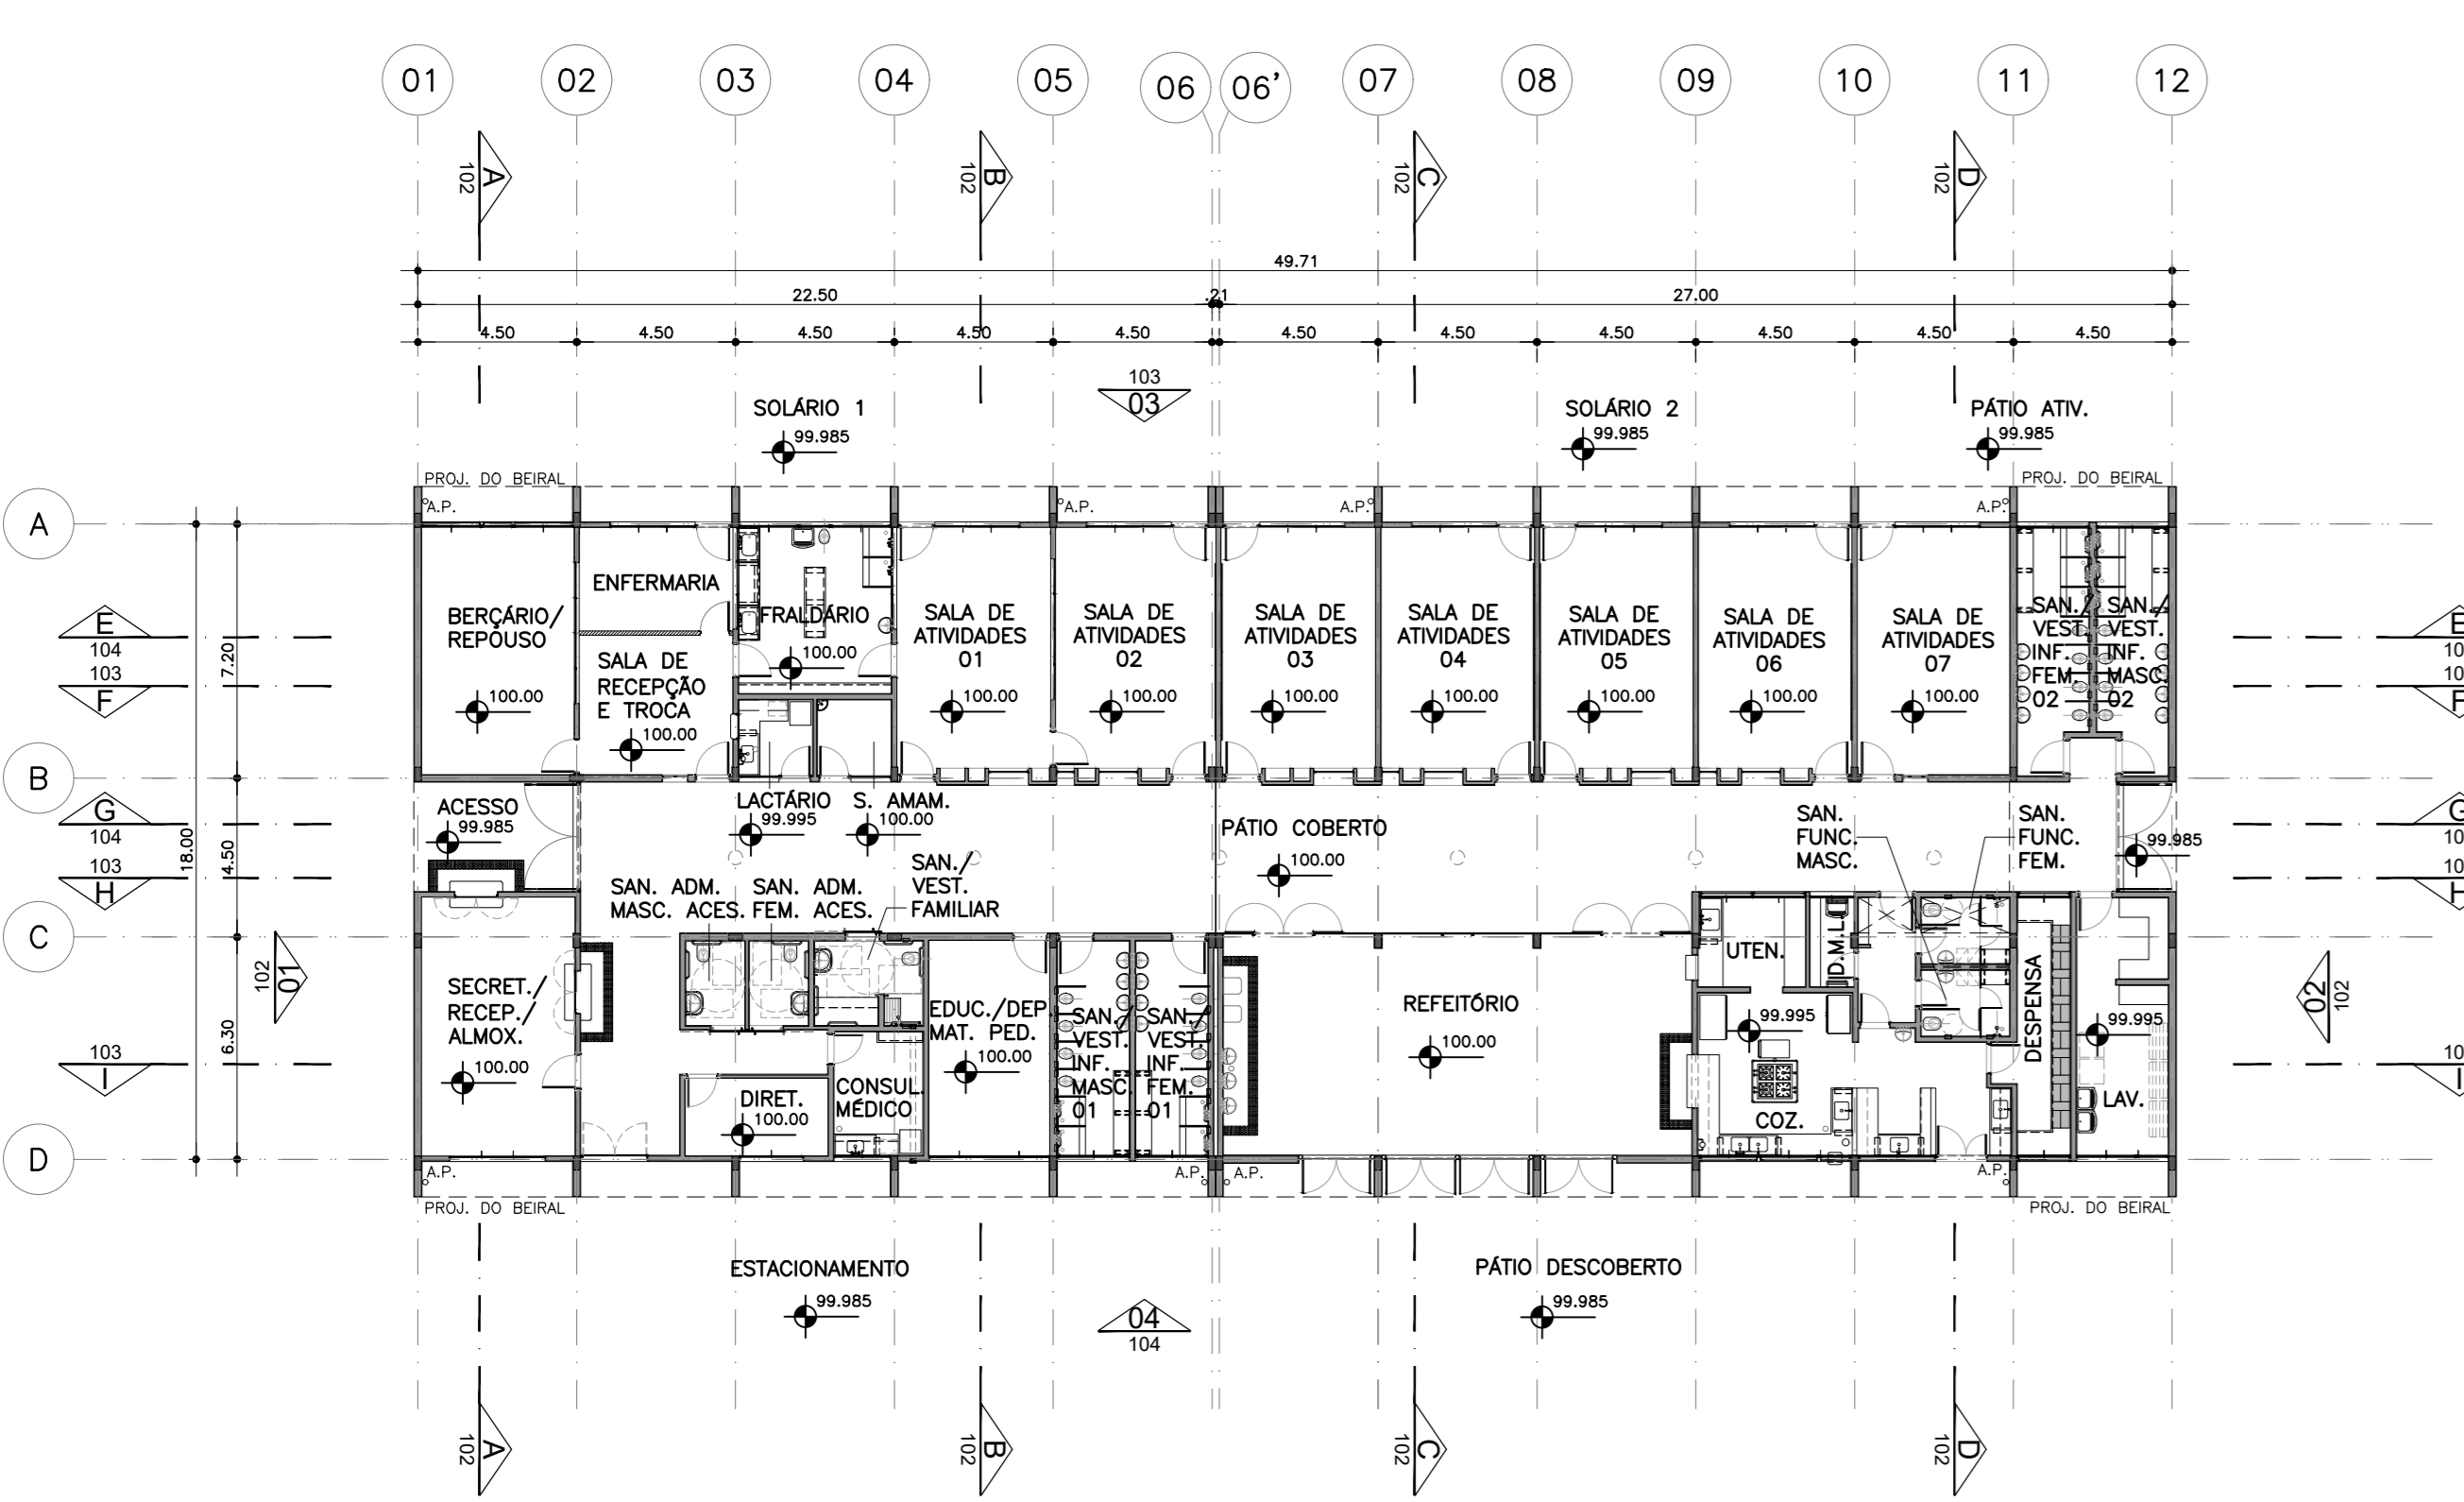 01 02 03 04 05 06 06' 07 08 09 10 11 12
A 102 B 102 C 102 D 102
49.71
22.50 .21 27.00
4.50 4.50 4.50 4.50 4.50 4.50 4.50 4.50 4.50 4.50 4.50
103
03
SOLÁRIO 1
99.985
SOLÁRIO 2
99.985
PÁTIO ATIV.
99.985
PROJ. DO BEIRAL
PROJ. DO BEIRAL
A.P. A.P. A.P. A.P.
A
B
C
D
7.20
4.50
6.30
18.00
E
104
103
F
G
104
103
H
103
I
E
F
G
H
I
BERÇÁRIO/
REPOUSO
100.00
ENFERMARIA
SALA DE
RECEPÇÃO
E TROCA
100.00
FRALDÁRIO
100.00
SALA DE
ATIVIDADES
01
100.00
SALA DE
ATIVIDADES
02
100.00
SALA DE
ATIVIDADES
03
100.00
SALA DE
ATIVIDADES
04
100.00
SALA DE
ATIVIDADES
05
100.00
SALA DE
ATIVIDADES
06
100.00
SALA DE
ATIVIDADES
07
100.00
SAN./
VEST.
INF.
FEM.
02
SAN./
VEST.
INF.
MASC.
02
ACESSO
99.985
LACTÁRIO
99.995
S. AMAM.
100.00
PÁTIO COBERTO
100.00
SAN.
FUNC.
MASC.
SAN.
FUNC.
FEM.
99.985
SAN. ADM.
MASC. ACES.
SAN. ADM.
FEM. ACES.
SAN./
VEST.
FAMILIAR
102
01
SECRET./
RECEP./
ALMOX.
100.00
DIRET.
100.00
CONSUL.
MÉDICO
EDUC./DEP.
MAT. PED.
100.00
SAN./
VEST.
INF.
MASC.
01
SAN./
VEST.
INF.
FEM.
01
REFEITÓRIO
100.00
UTEN.
D.M.L.
99.995
COZ.
DESPENSA
99.995
LAV.
02
102
A.P. A.P. A.P. A.P.
PROJ. DO BEIRAL
PROJ. DO BEIRAL
ESTACIONAMENTO
99.985
04
104
PÁTIO DESCOBERTO
99.985
A 102 B 102 C 102 D 102